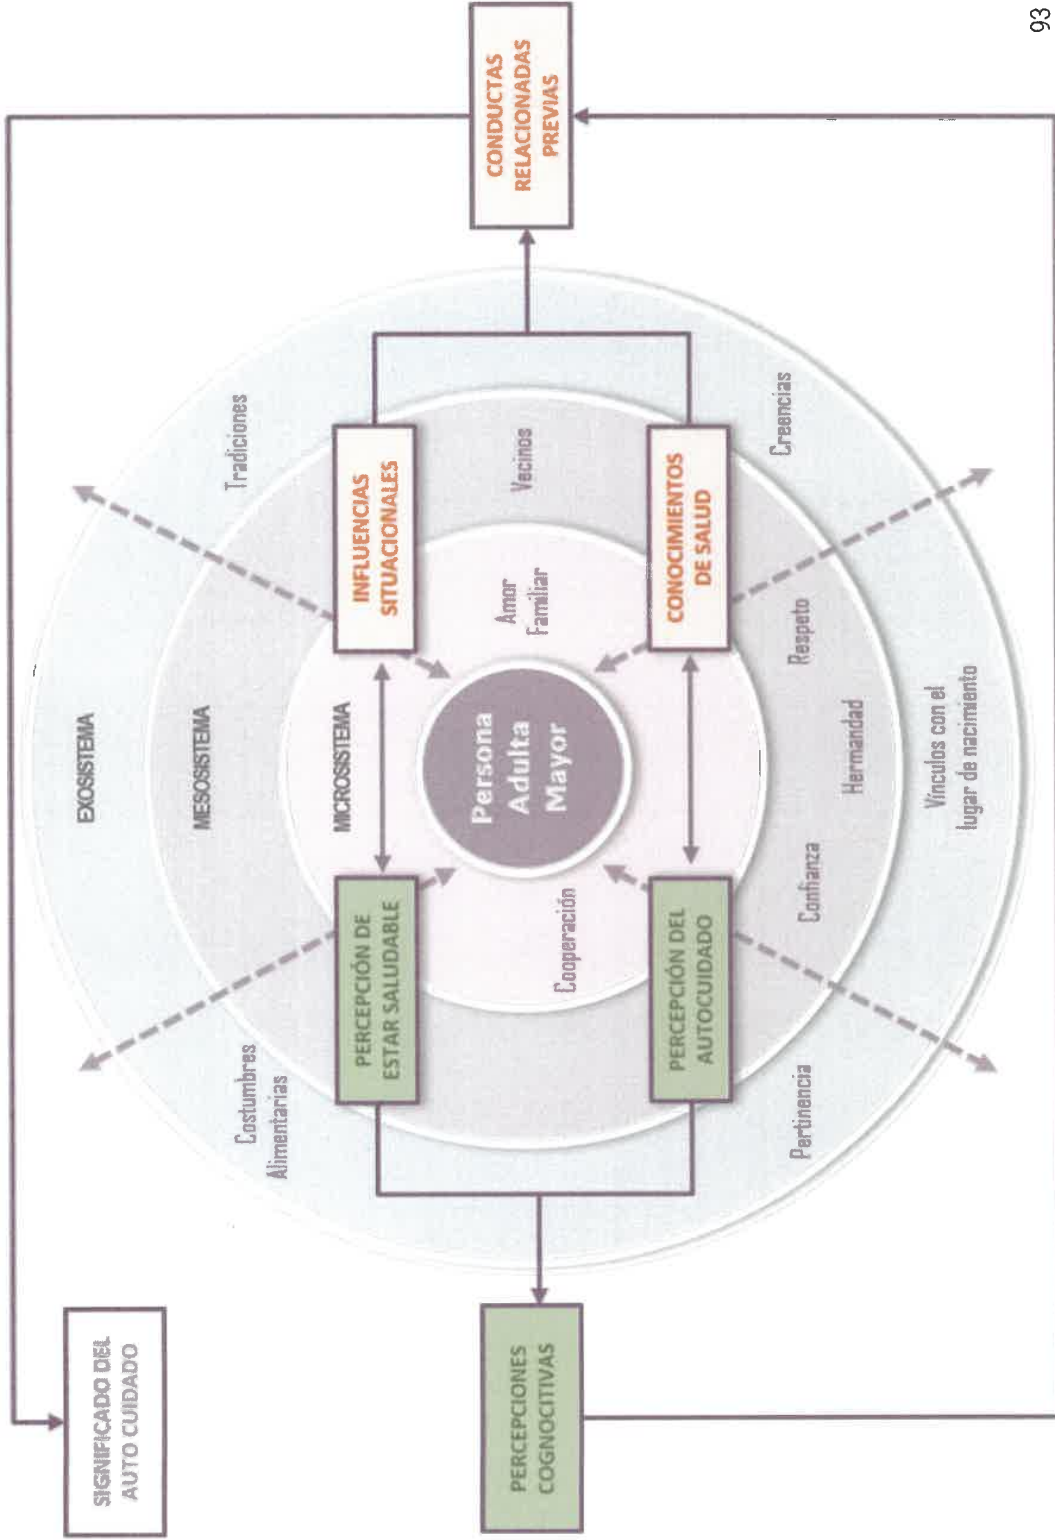 SIGNIFICADO DEL
AUTO CUIDADO
EXOSISTEMA
MESOSISTEMA
Costumbres
Alimentarias
Tradiciones
MICROSISTEMA
PERCEPCIÓN DE
ESTAR SALUDABLE
INFLUENCIAS
SITUACIONALES
PERCEPCIONES
COGNOCITIVAS
Cooperación
Persona
Adulta
Mayor
Amor
Familiar
Vecinos
CONDUCTAS
RELACIONADAS
PREVIAS
PERCEPCIÓN DEL
AUTOCUIDADO
CONOCIMIENTOS
DE SALUD
Pertinencia
Confianza
Hermandad
Respeto
Creencias
Vínculos con el
lugar de nacimiento
93